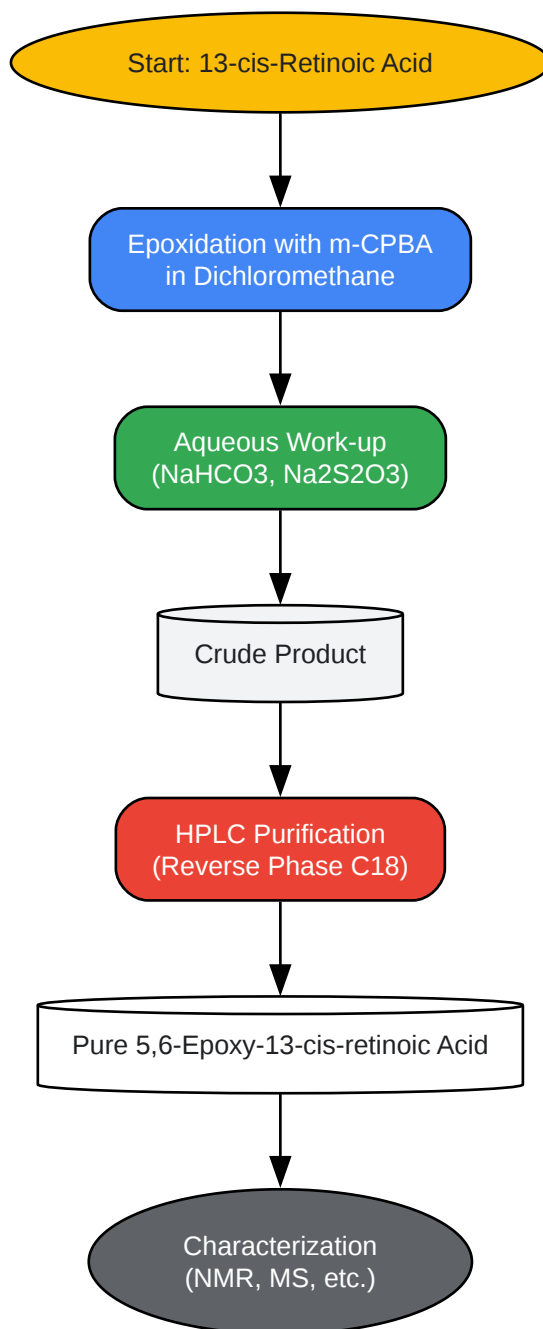 Start: 13-cis-Retinoic Acid
Epoxidation with m-CPBA
in Dichloromethane
Aqueous Work-up
(NaHCO3, Na2S2O3)
Crude Product
HPLC Purification
(Reverse Phase C18)
Pure 5,6-Epoxy-13-cis-retinoic Acid
Characterization
(NMR, MS, etc.)